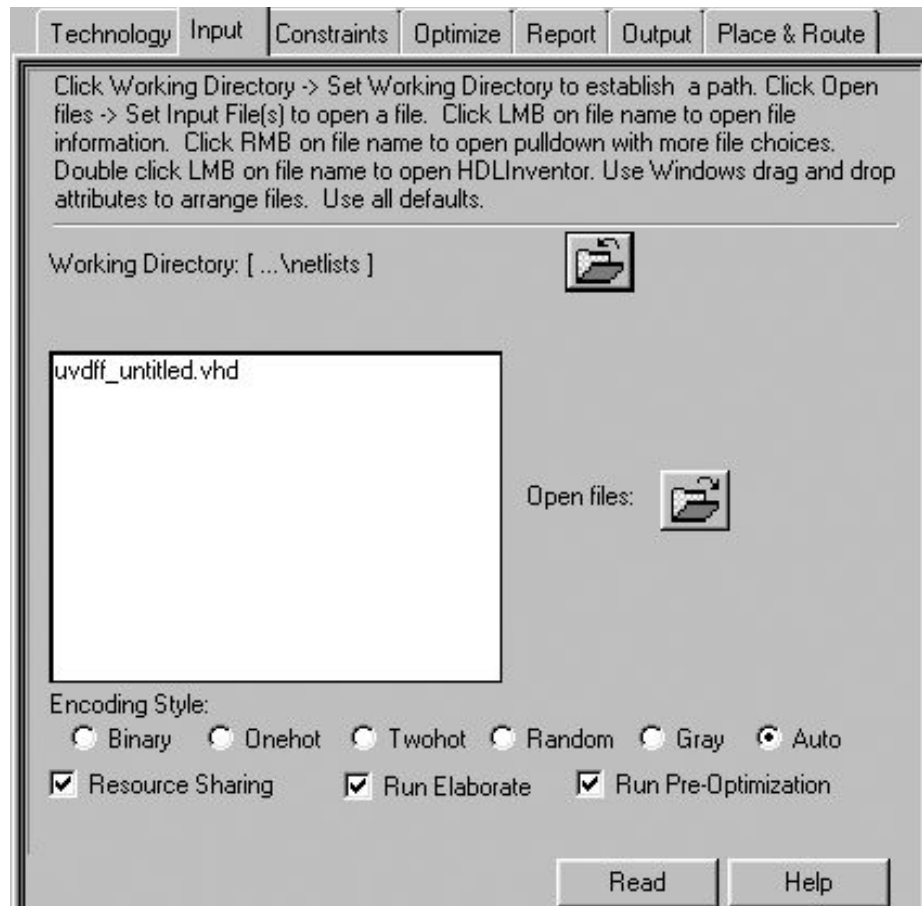 Technology Input Constraints Optimize Report Output Place & Route
Click Working Directory -> Set Working Directory to establish a path. Click Open
files -> Set Input File(s) to open a file. Click LMB on file name to open file
information. Click RMB on file name to open pulldown with more file choices.
Double click LMB on file name to open HDLInventor. Use Windows drag and drop
attributes to arrange files. Use all defaults.
Working Directory: [ ...\netlists ]
uvdff_untitled.vhd
Open files:
Encoding Style:
Binary Onehot Twohot Random Gray Auto
Resource Sharing Run Elaborate Run Pre-Optimization
Read Help